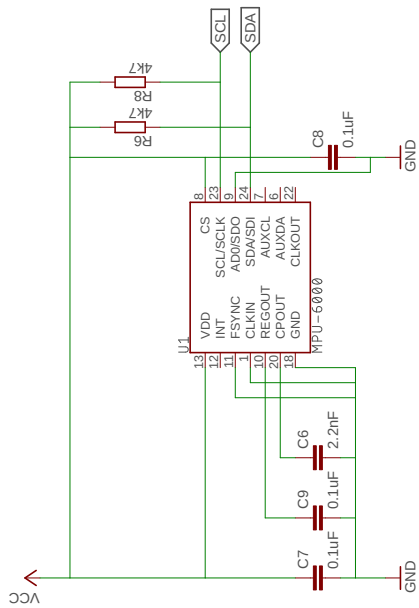 SCL
SDA
4k7
R8
4k7
R6
C8
0.1uF
GND
8
23
9
24
7
6
22
CS
SCL/SCLK
AD0/SDO
SDA/SDI
AUXCL
AUXDA
CLKOUT
VDD
INT
FSYNC
CLKIN
REGOUT
CPOUT
GND
U1
MPU-6000
13
12
11
1
10
20
18
C6
2.2nF
C9
0.1uF
C7
0.1uF
VCC
GND